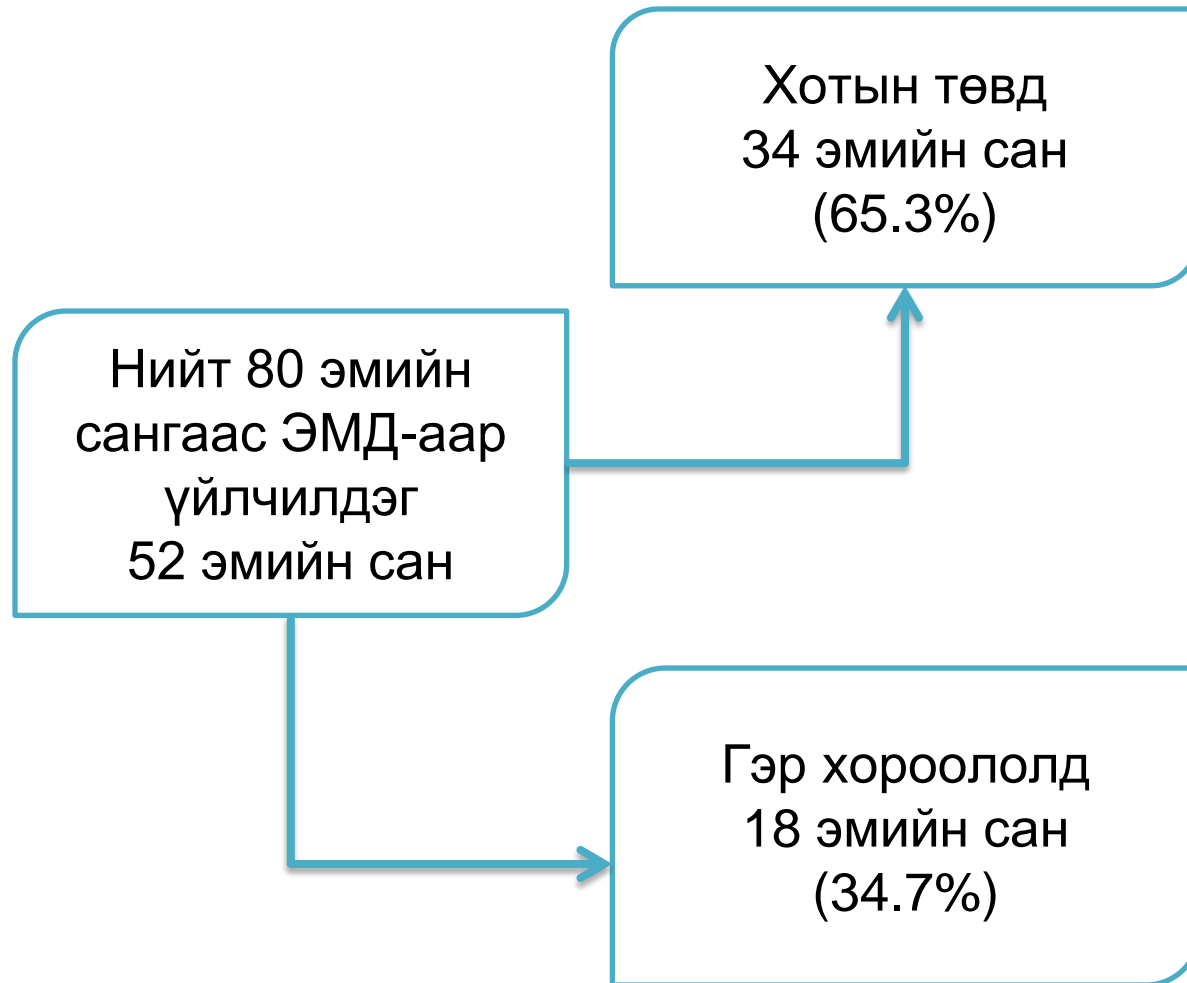 Хотын төвд
34 эмийн сан
(65.3%)
Нийт 80 эмийн
сангаас ЭМД-аар
үйлчилдэг
52 эмийн сан
Гэр хороололд
18 эмийн сан
(34.7%)